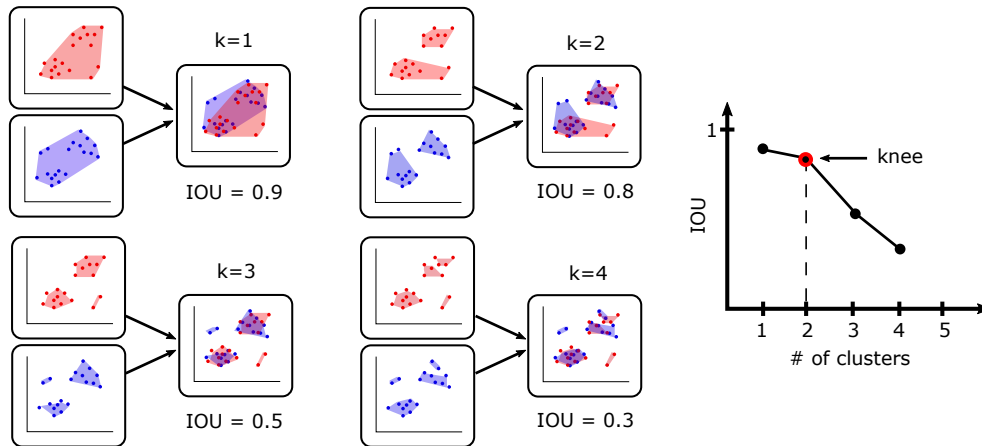 k=1
IOU = 0.9
k=2
IOU = 0.8
k=3
IOU = 0.5
k=4
IOU = 0.3
1
knee
IOU
1 2 3 4 5
# of clusters